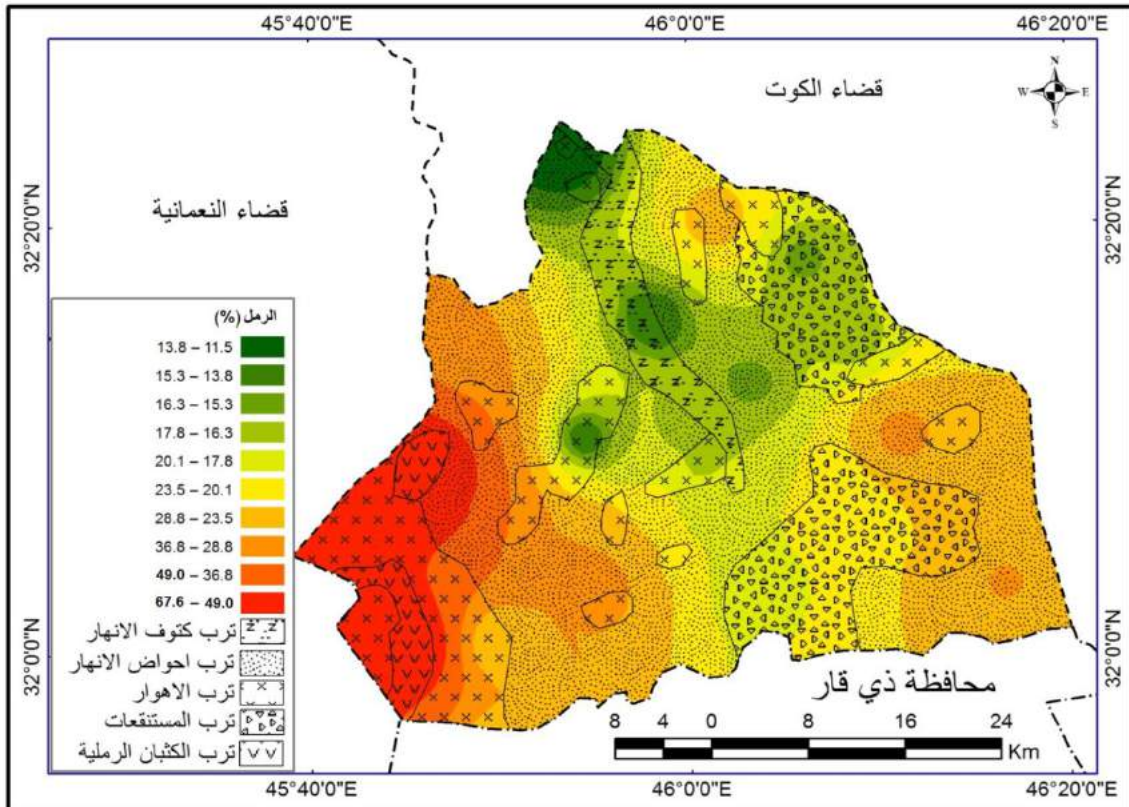 45°40'0"E
46°0'0"E
46°20'0"E
N
W E
S
قضاء الكوت
قضاء النعمانية
32°20'0"N
32°20'0"N
الرمل (%)
13.8 – 11.5
15.3 – 13.8
16.3 – 15.3
17.8 – 16.3
20.1 – 17.8
23.5 – 20.1
28.8 – 23.5
36.8 – 28.8
49.0 – 36.8
67.6 – 49.0
ترب كتوف الانهار
ترب احواض الانهار
ترب الاهوار
ترب المستنقعات
ترب الكثبان الرملية
32°0'0"N
32°0'0"N
محافظة ذي قار
8 4 0 8 16 24
Km
45°40'0"E
46°0'0"E
46°20'0"E